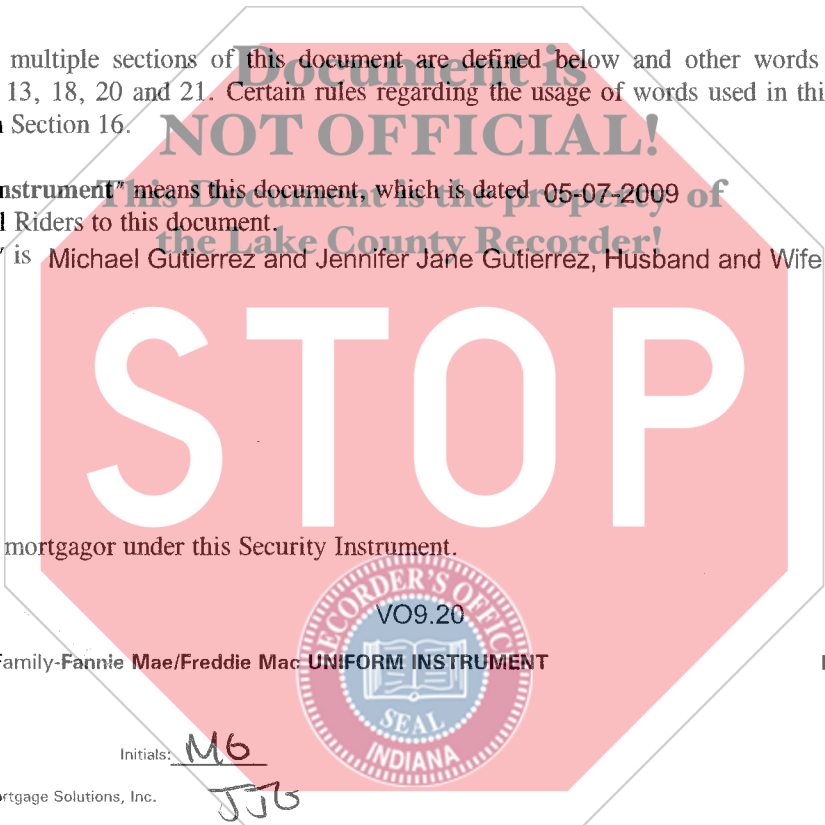 multiple sections of this document are defined below and other words
Document is
13, 18, 20 and 21. Certain rules regarding the usage of words used in thi
Section 16.
NOT OFFICIAL!
nstrument" means this document, which is dated 05-07-2009
This Document is the property of
l Riders to this document.
the Lake County Recorder!
" is Michael Gutierrez and Jennifer Jane Gutierrez, Husband and Wife
STOP
mortgagor under this Security Instrument.
RECORDER'S OFFICE
VO9.20
Family-Fannie Mae/Freddie Mac UNIFORM INSTRUMENT
SEAL
INDIANA
Initials: MG
JJG
rtgage Solutions, Inc.